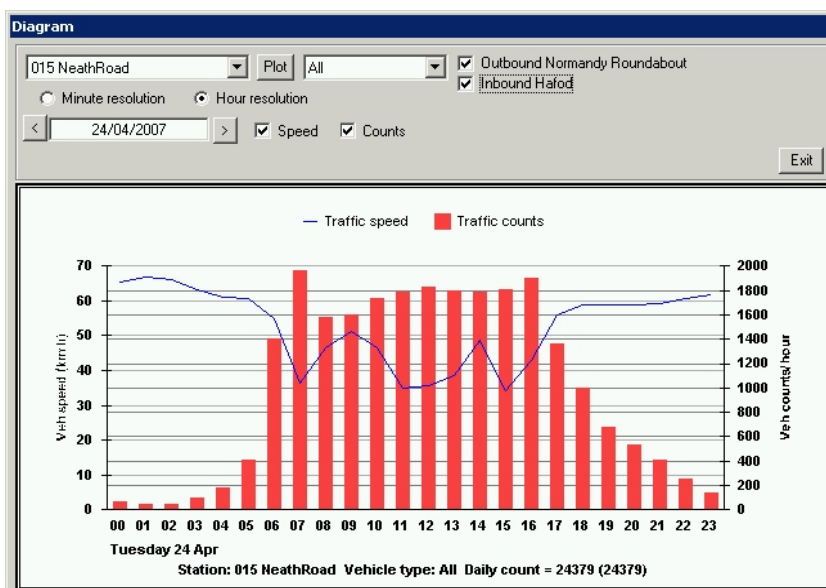 Diagram
015 NeathRoad Plot All Outbound Normandy Roundabout
Inbound Hafod
Minute resolution Hour resolution
< 24/04/2007 > Speed Counts
Exit
Traffic speed Traffic counts
70 2000
60 1800
50 1600
40 1400
30 1200
20 1000
10 800
0 600
400
200
0
Veh speed (km/h)
Veh counts/hour
00 01 02 03 04 05 06 07 08 09 10 11 12 13 14 15 16 17 18 19 20 21 22 23
Tuesday 24 Apr
Station: 015 NeathRoad Vehicle type: All Daily count = 24379 (24379)